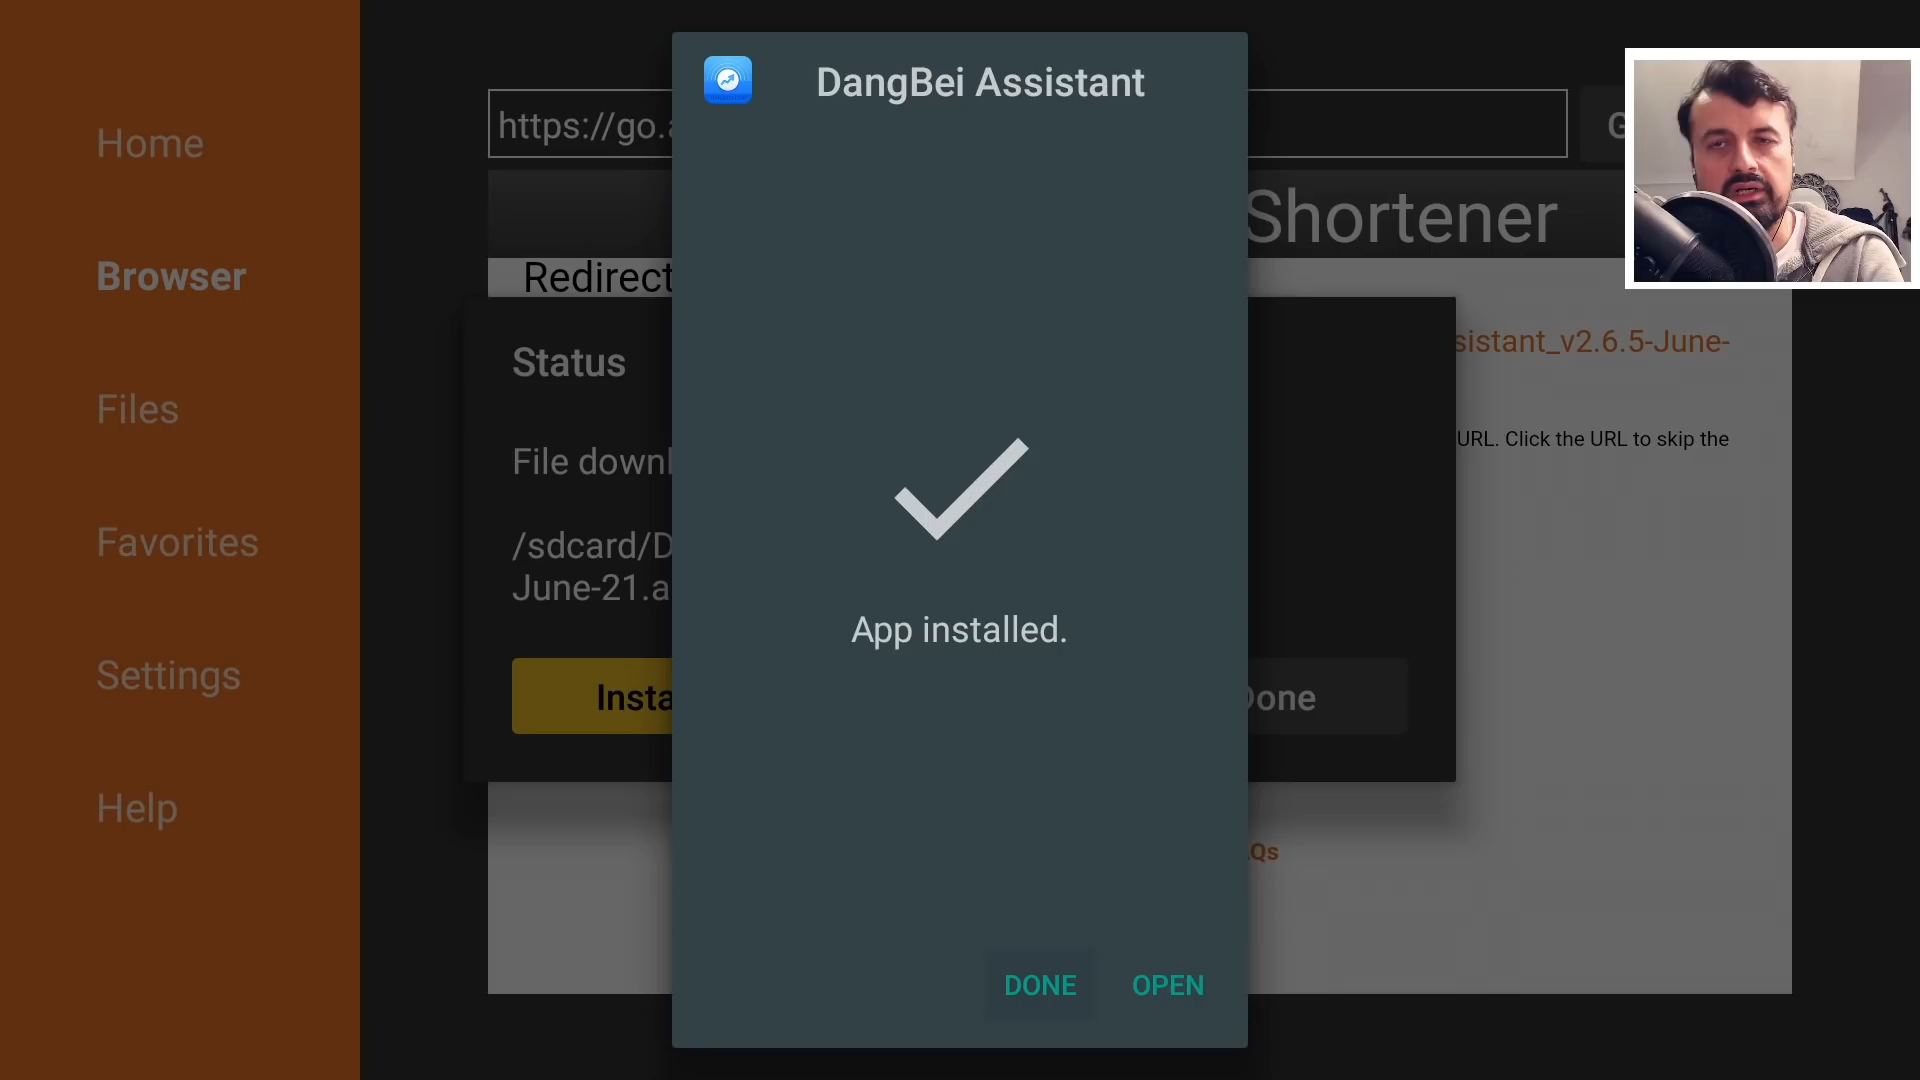 Home
Browser
Files
Favorites
Settings
Help
https://go.
Shortener
Redirect
sistant_v2.6.5-June-
URL. Click the URL to skip the
Status
File downl
/sdcard/D
June-21.a
Insta
Done
Qs
DangBei Assistant
App installed.
DONE
OPEN